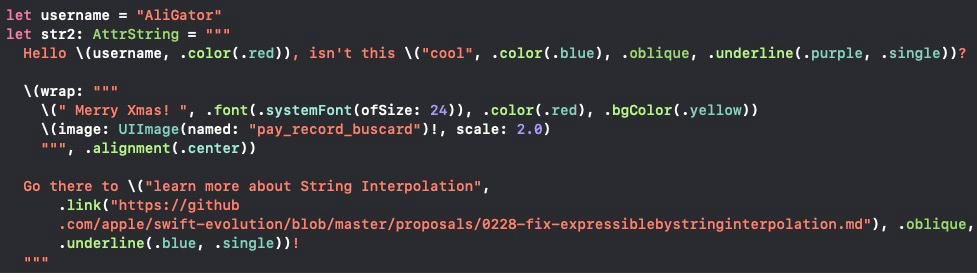 let username = "AliGator"
let str2: AttrString = """
  Hello \(username, .color(.red)), isn't this \("cool", .color(.blue), .oblique, .underline(.purple, .single))?

  \(wrap: """
    \(" Merry Xmas! ", .font(.systemFont(ofSize: 24)), .color(.red), .bgColor(.yellow))
    \(image: UIImage(named: "pay_record_buscard")!, scale: 2.0)
    """, .alignment(.center))

  Go there to \("learn more about String Interpolation",
      .link("https://github
      .com/apple/swift-evolution/blob/master/proposals/0228-fix-expressiblebystringinterpolation.md"), .oblique,
      .underline(.blue, .single))!
  """